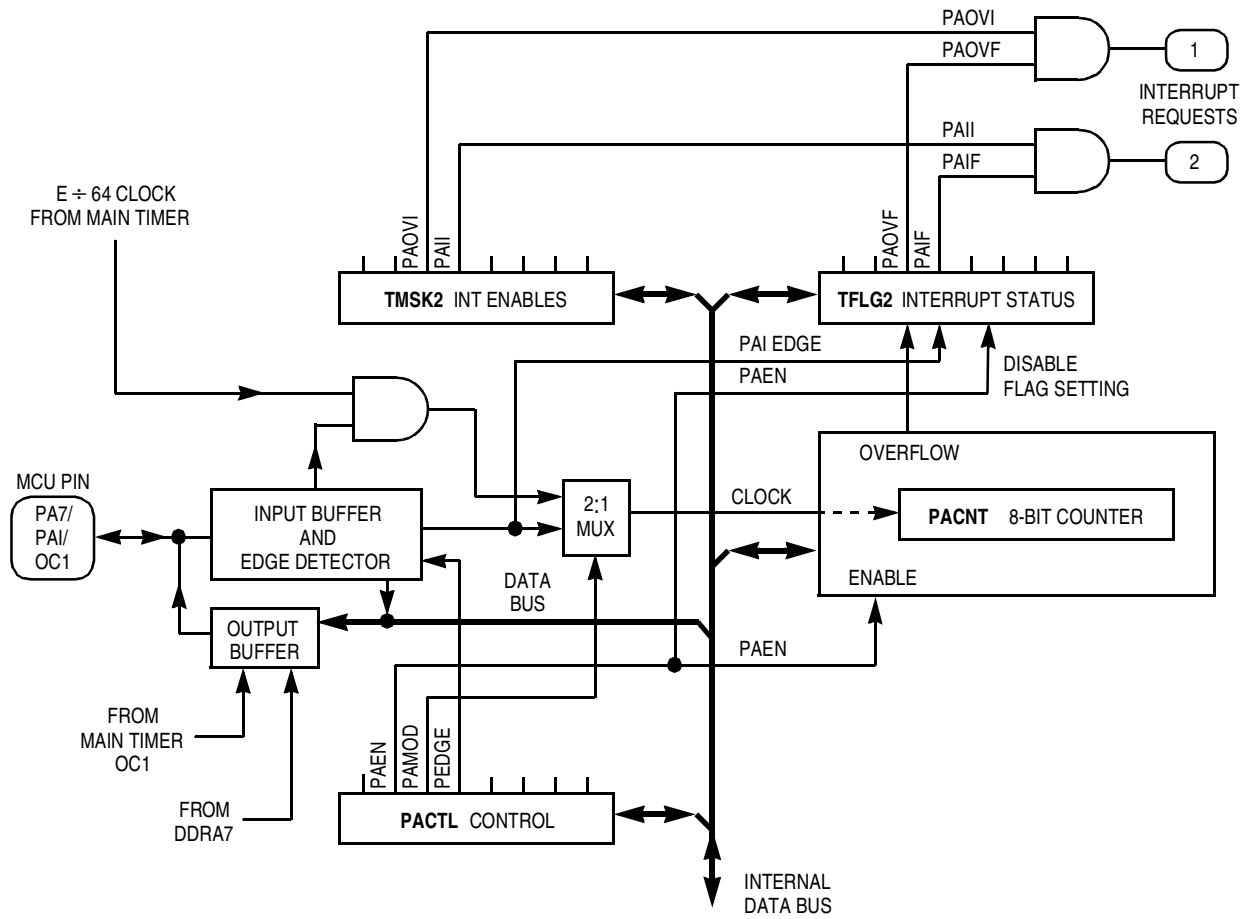 PAOVI
PAOVF
1
INTERRUPT
REQUESTS
PAII
PAIF
2
E ÷ 64 CLOCK
FROM MAIN TIMER
PAOVI
PAII
PAOVF
PAIF
TMSK2 INT ENABLES
TFLG2 INTERRUPT STATUS
PAI EDGE
PAEN
DISABLE
FLAG SETTING
OVERFLOW
MCU PIN
PA7/
PAI/
OC1
INPUT BUFFER
AND
EDGE DETECTOR
2:1
MUX
CLOCK
PACNT 8-BIT COUNTER
DATA
BUS
ENABLE
OUTPUT
BUFFER
PAEN
FROM
MAIN TIMER
OC1
PAEN
PAMOD
PEDGE
FROM
DDRA7
PACTL CONTROL
INTERNAL
DATA BUS